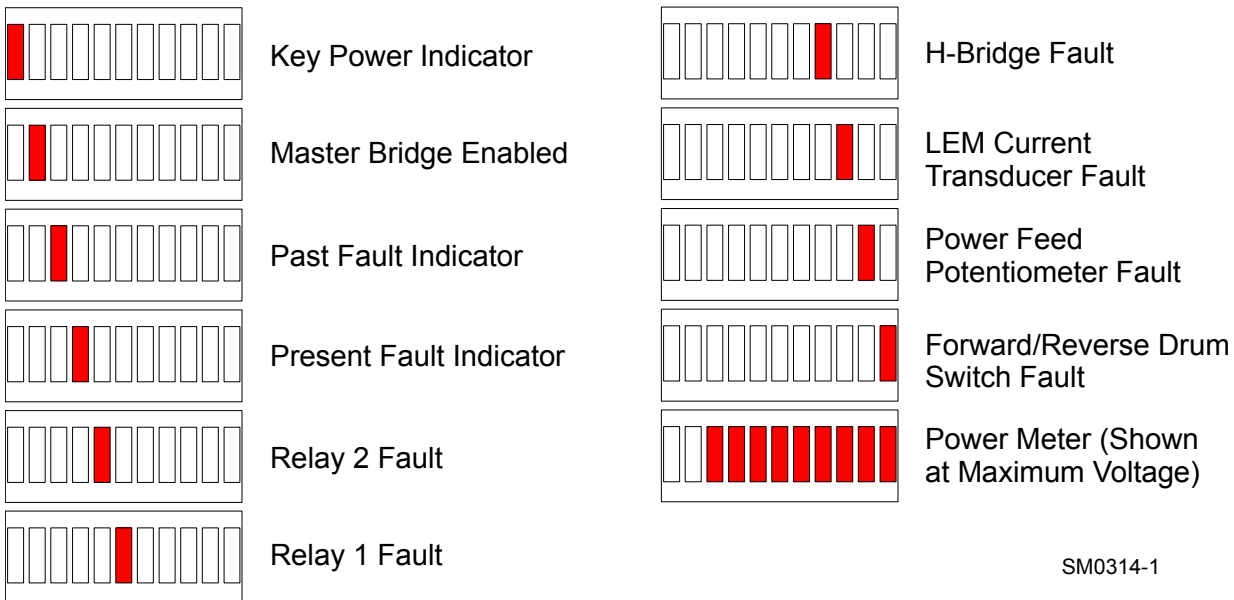 Key Power Indicator
Master Bridge Enabled
Past Fault Indicator
Present Fault Indicator
Relay 2 Fault
Relay 1 Fault
H-Bridge Fault
LEM Current
Transducer Fault
Power Feed
Potentiometer Fault
Forward/Reverse Drum
Switch Fault
Power Meter (Shown
at Maximum Voltage)
SM0314-1